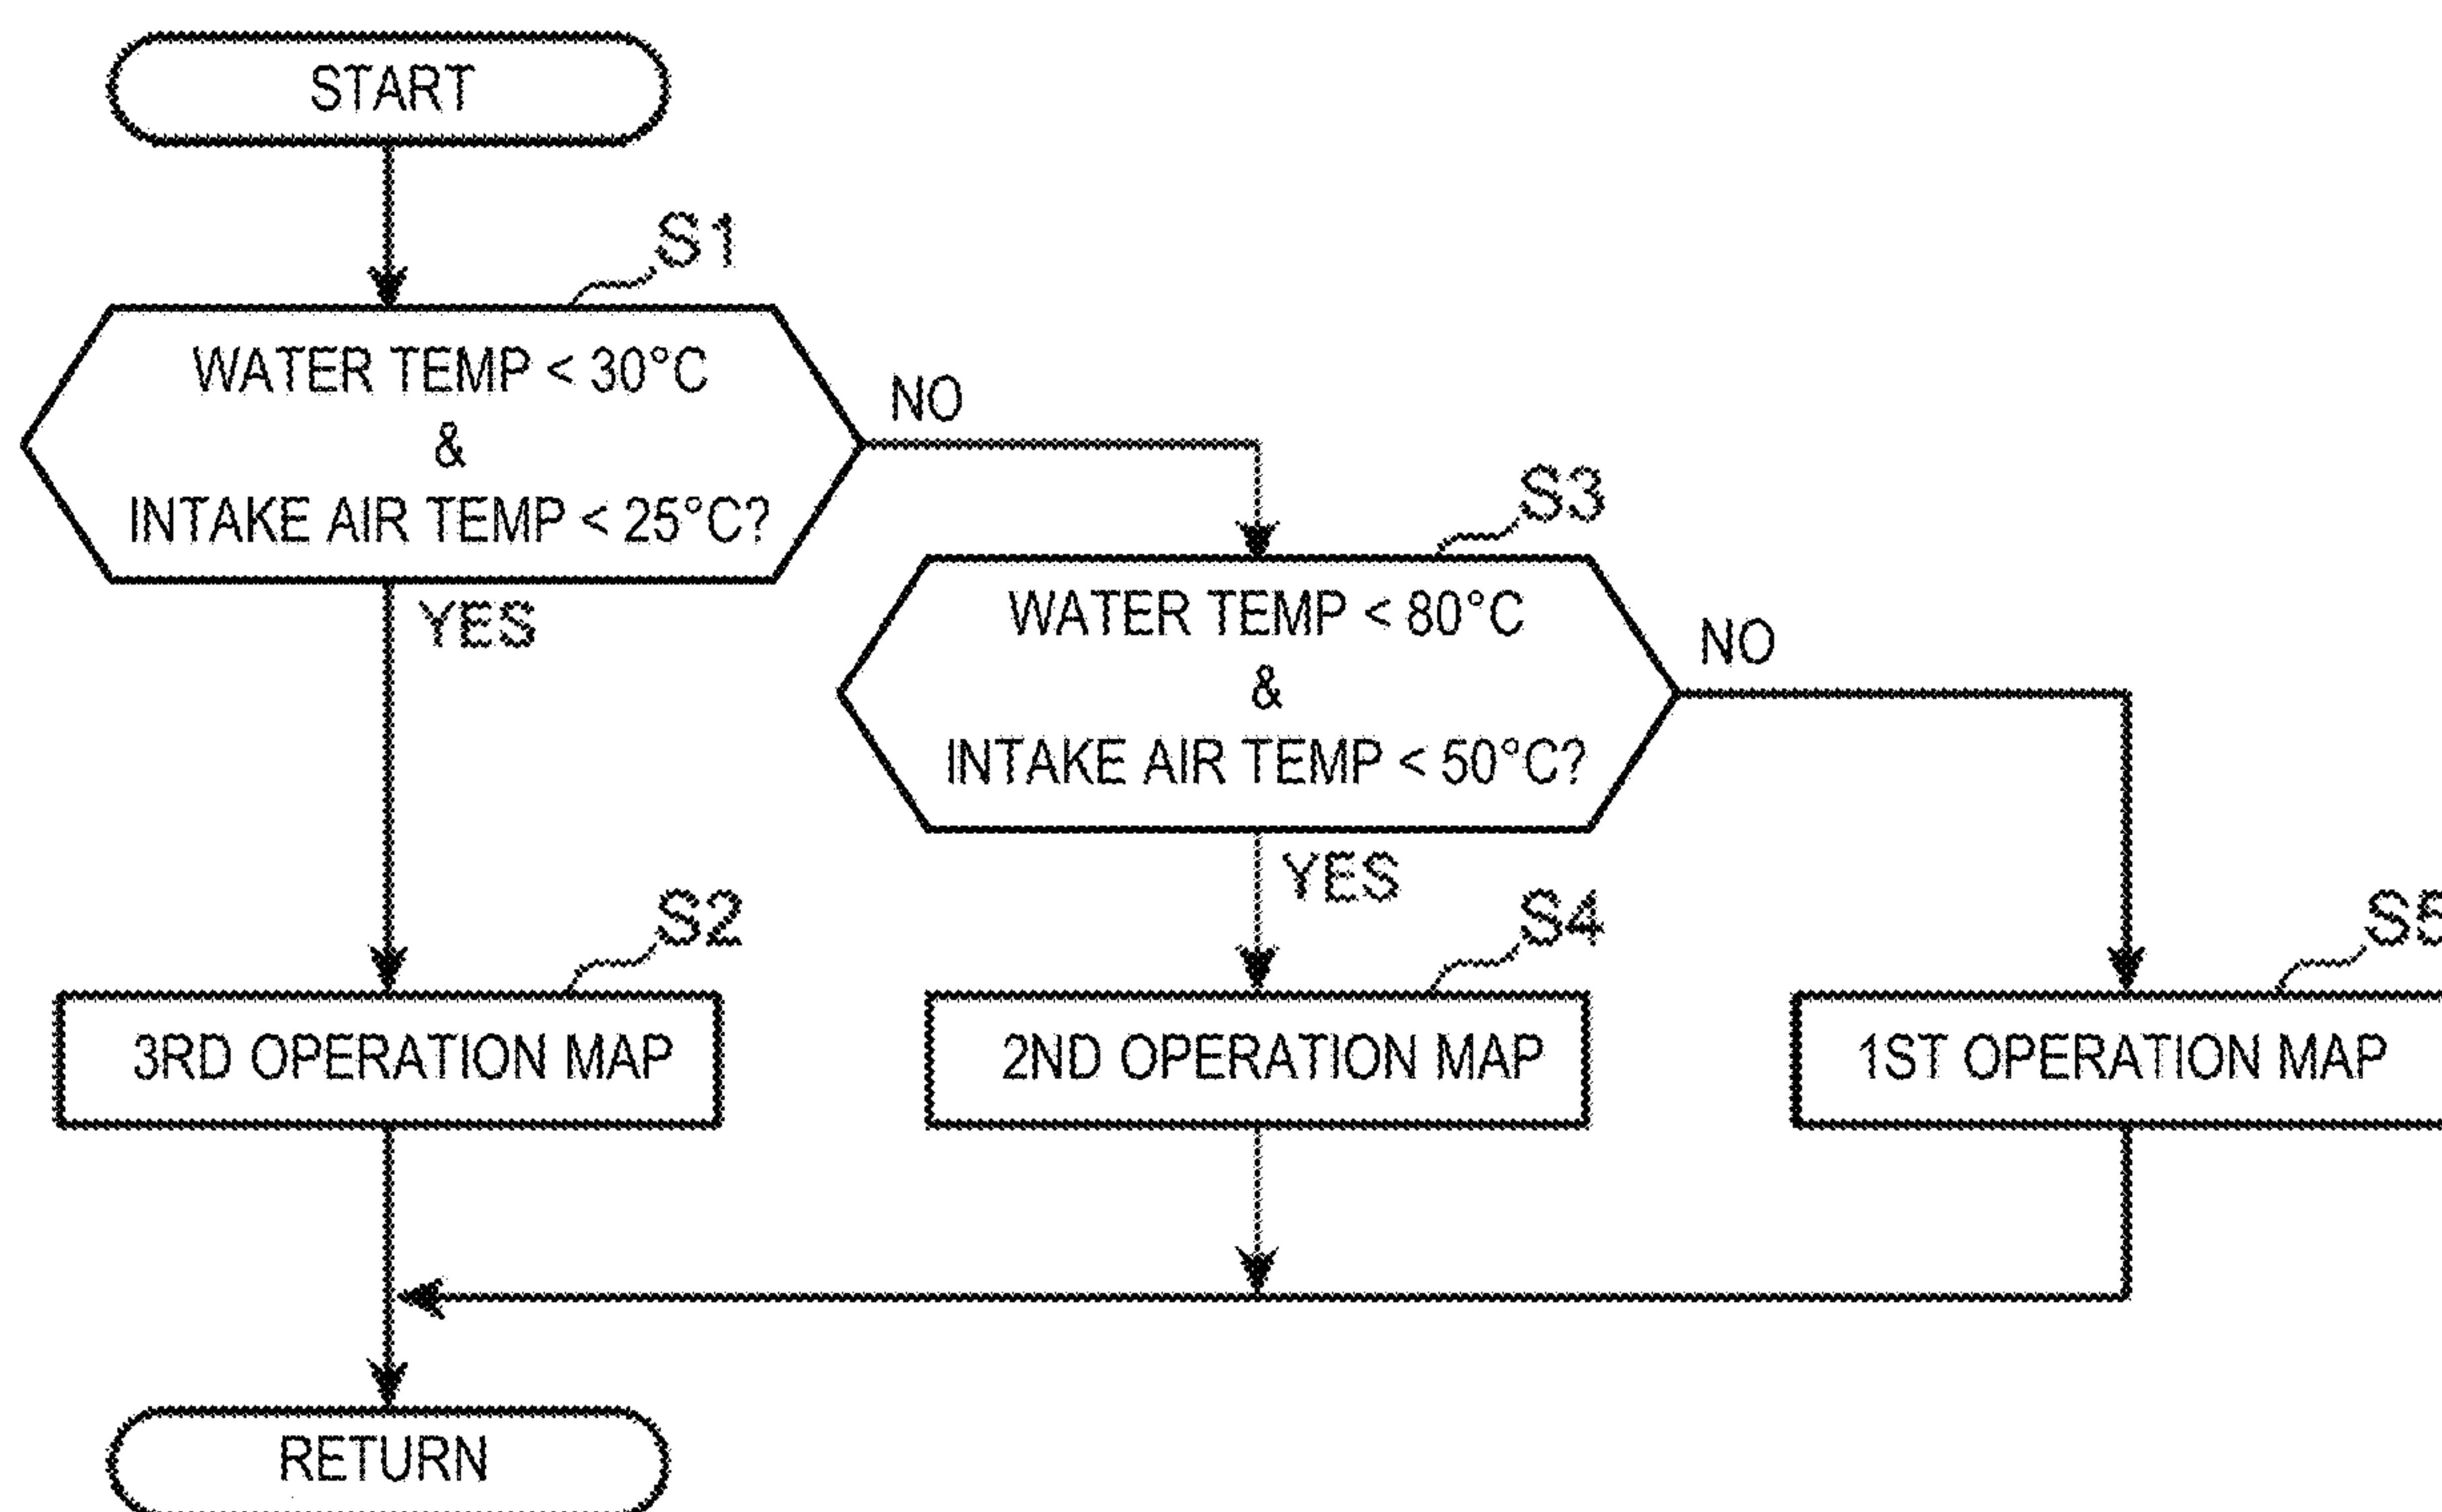 START
S1
WATER TEMP < 30°C
&
INTAKE AIR TEMP < 25°C?
NO
YES
S3
WATER TEMP < 80°C
&
INTAKE AIR TEMP < 50°C?
NO
YES
S2
3RD OPERATION MAP
S4
2ND OPERATION MAP
S5
1ST OPERATION MAP
RETURN